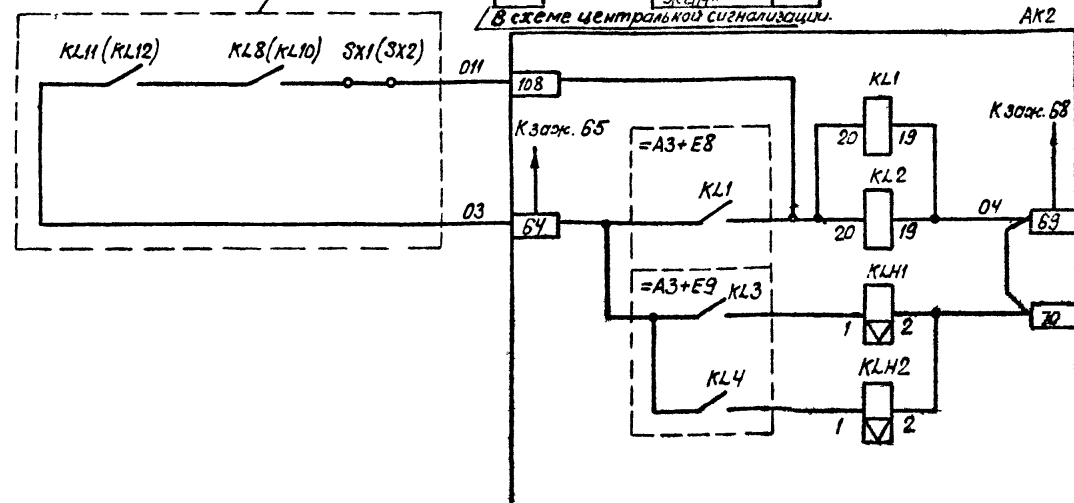 В схеме центральной сигнализации.
АК2
KL11(KL12)
KL8(KL10)
SX1(SX2)
011
108
KL1
20
19
К заж. 65
К заж. 68
=А3+Е8
KL1
KL2
20
19
03
64
04
69
=А3+Е9
KL3
KLH1
1
2
70
KL4
KLH2
1
2